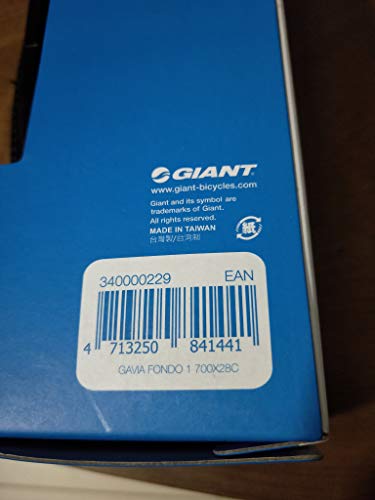 GIANT
www.giant-bicycles.com
Giant and its symbol are
trademarks of Giant.
All rights reserved.
MADE IN TAIWAN
台灣製/台湾制
紙
340000229 EAN
4 713250 841441
GAVIA FONDO 1 700X28C